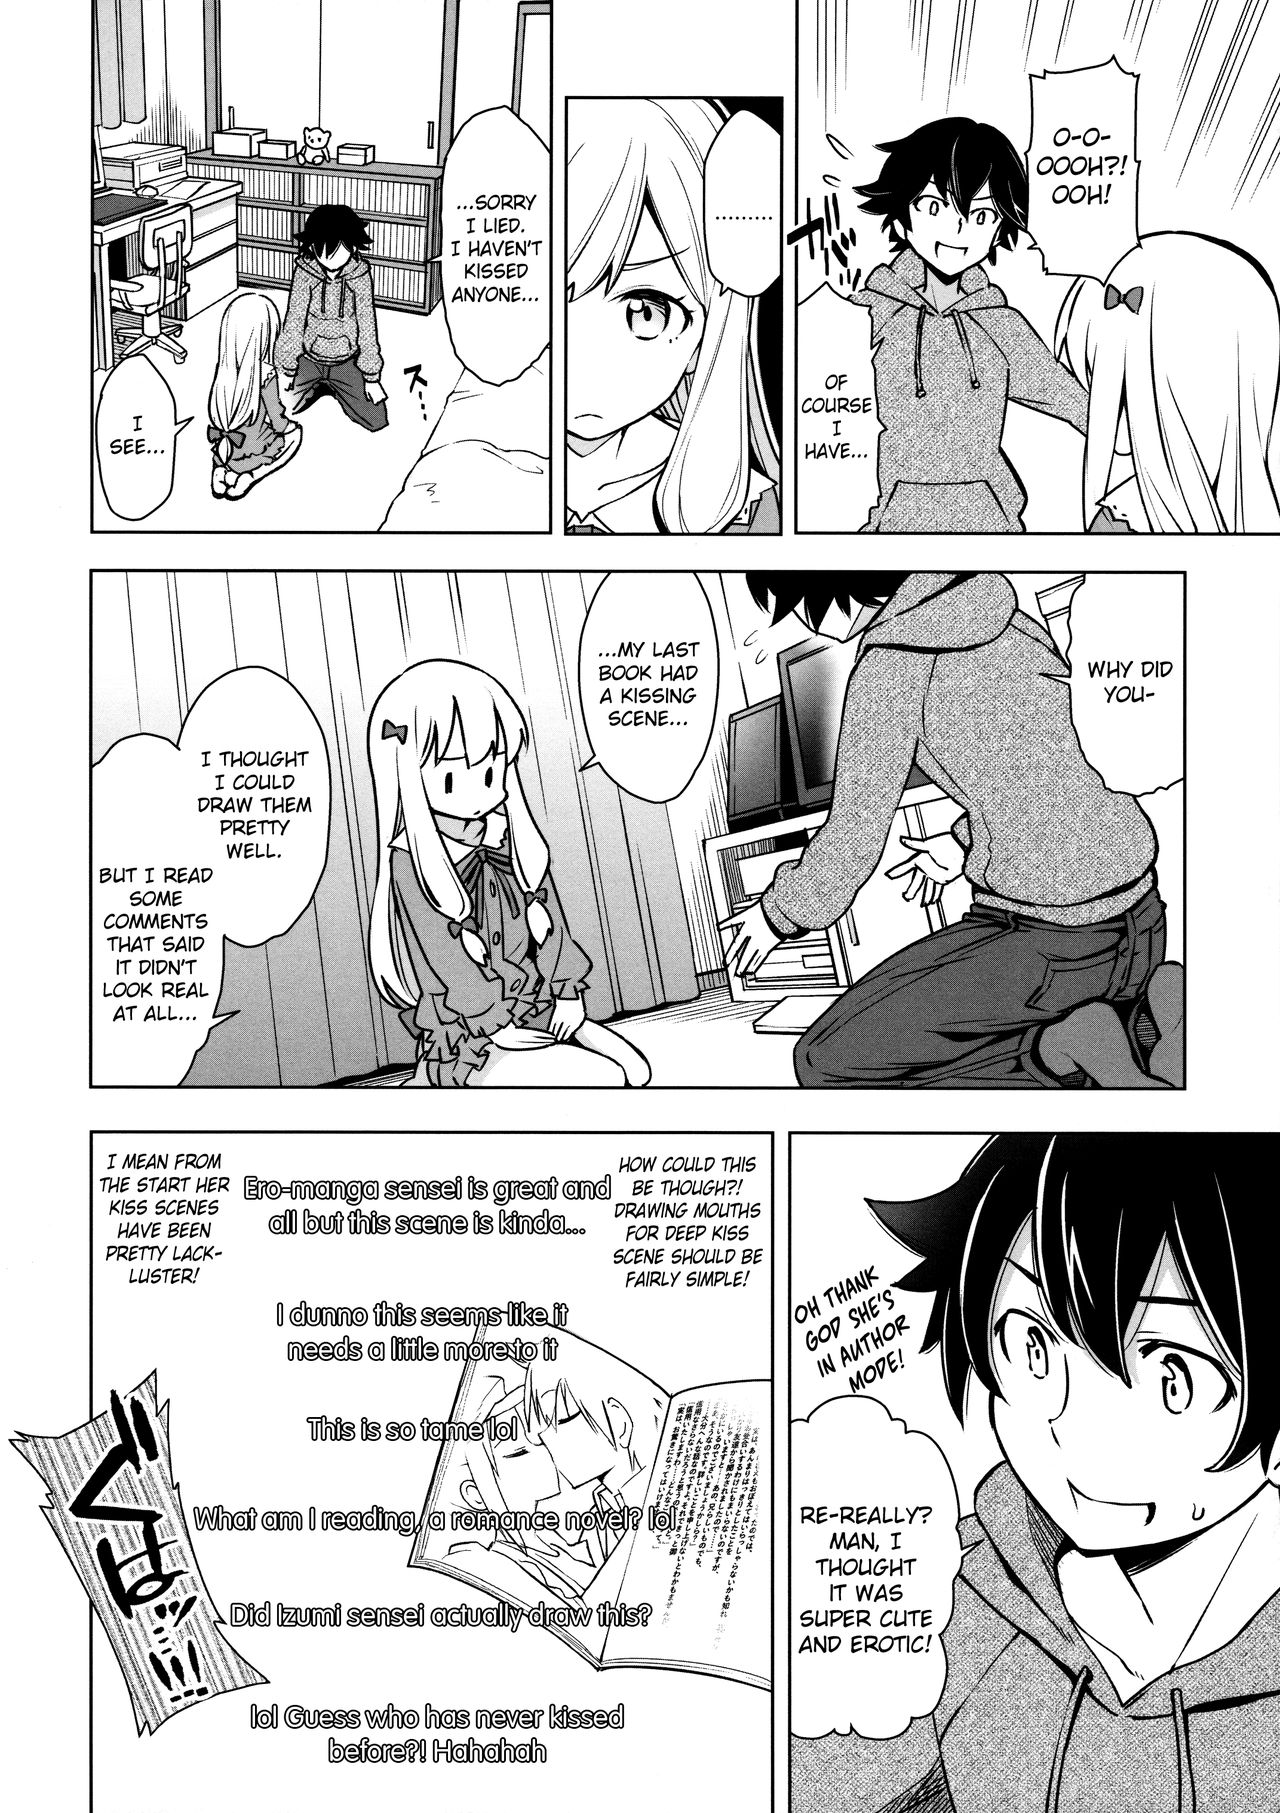 O-O-
OOOH?!
OOH!
OF
COURSE
I
HAVE...
..........
...SORRY
I LIED.
I HAVEN'T
KISSED
ANYONE...
ス...
I
SEE...
WHY DID
YOU-
...MY LAST
BOOK HAD
A KISSING
SCENE...
I THOUGHT
I COULD
DRAW THEM
PRETTY
WELL.
BUT I READ
SOME
COMMENTS
THAT SAID
IT DIDN'T
LOOK REAL
AT ALL...
OH THANK
GOD SHE'S
IN AUTHOR
MODE!
RE-REALLY?
MAN, I
THOUGHT
IT WAS
SUPER CUTE
AND EROTIC!
HOW COULD THIS
BE THOUGH?!
DRAWING MOUTHS
FOR DEEP KISS
SCENE SHOULD BE
FAIRLY SIMPLE!
Ero-manga sensei is great and
all but this scene is kinda...
I dunno this seems like it
needs a little more to it
This is so tame lol
What am I reading, a romance novel? lol
Did Izumi sensei actually draw this?
lol Guess who has never kissed
before?! Hahahah
I MEAN FROM
THE START HER
KISS SCENES
HAVE BEEN
PRETTY LACK-
LUSTER!
ぐはッ...!!!